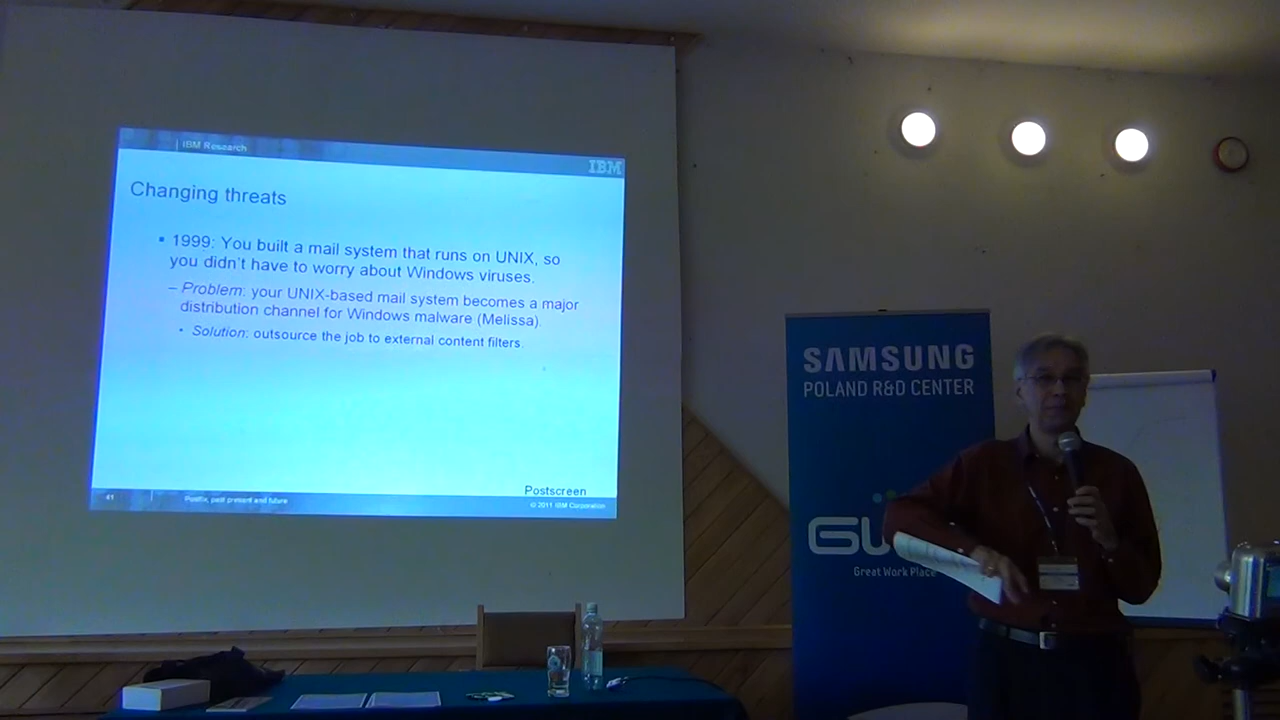 IBM Research
IBM
Changing threats
▪ 1999: You built a mail system that runs on UNIX, so
you didn't have to worry about Windows viruses.
– Problem: your UNIX-based mail system becomes a major
distribution channel for Windows malware (Melissa).
• Solution: outsource the job to external content filters.
Postscreen
41
Postfix, past present and future
© 2011 IBM Corporation
SAMSUNG
POLAND R&D CENTER
Great Work Place